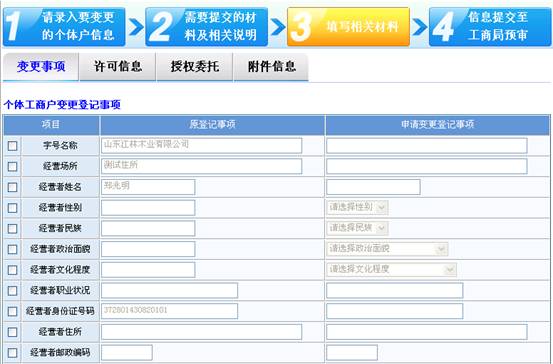 1 请录入要变更的个体户信息
2 需要提交的材料及相关说明
3 填写相关材料
4 信息提交至工商局预审
变更事项 许可信息 授权委托 附件信息
个体工商户变更登记事项
项目 原登记事项 申请变更登记事项
字号名称 山东江林木业有限公司
经营场所 测试住所
经营者姓名 郑兆明
经营者性别 请选择性别
经营者民族 请选择民族
经营者政治面貌 请选择政治面貌
经营者文化程度 请选择文化程度
经营者职业状况
经营者身份证号码 372801430820101
经营者住所
经营者邮政编码